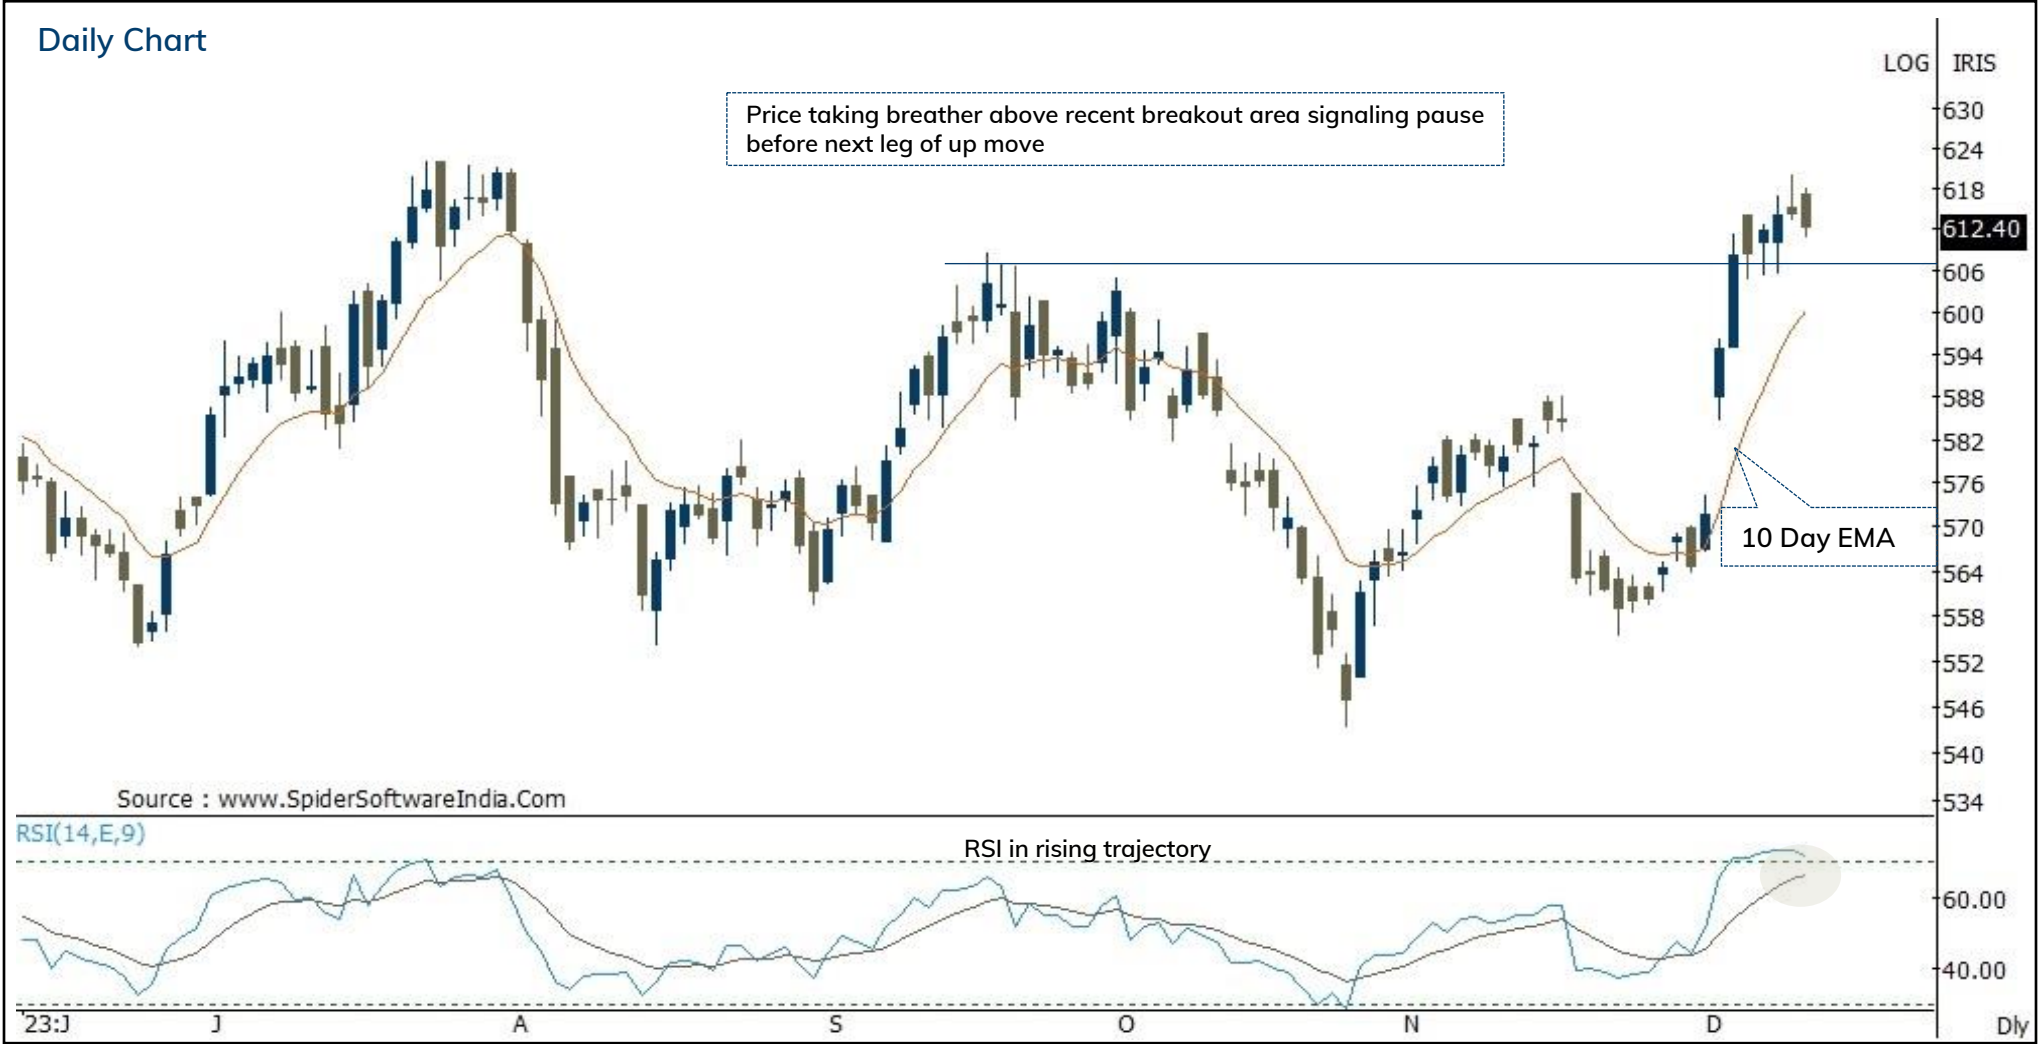 Daily Chart
LOG IRIS
Price taking breather above recent breakout area signaling pause
before next leg of up move
630
624
618
612.40
606
600
594
588
582
576
570
564
558
552
546
540
534
10 Day EMA
Source : www.SpiderSoftwareIndia.Com
RSI(14,E,9)
RSI in rising trajectory
60.00
40.00
'23:J J A S O N D Dly